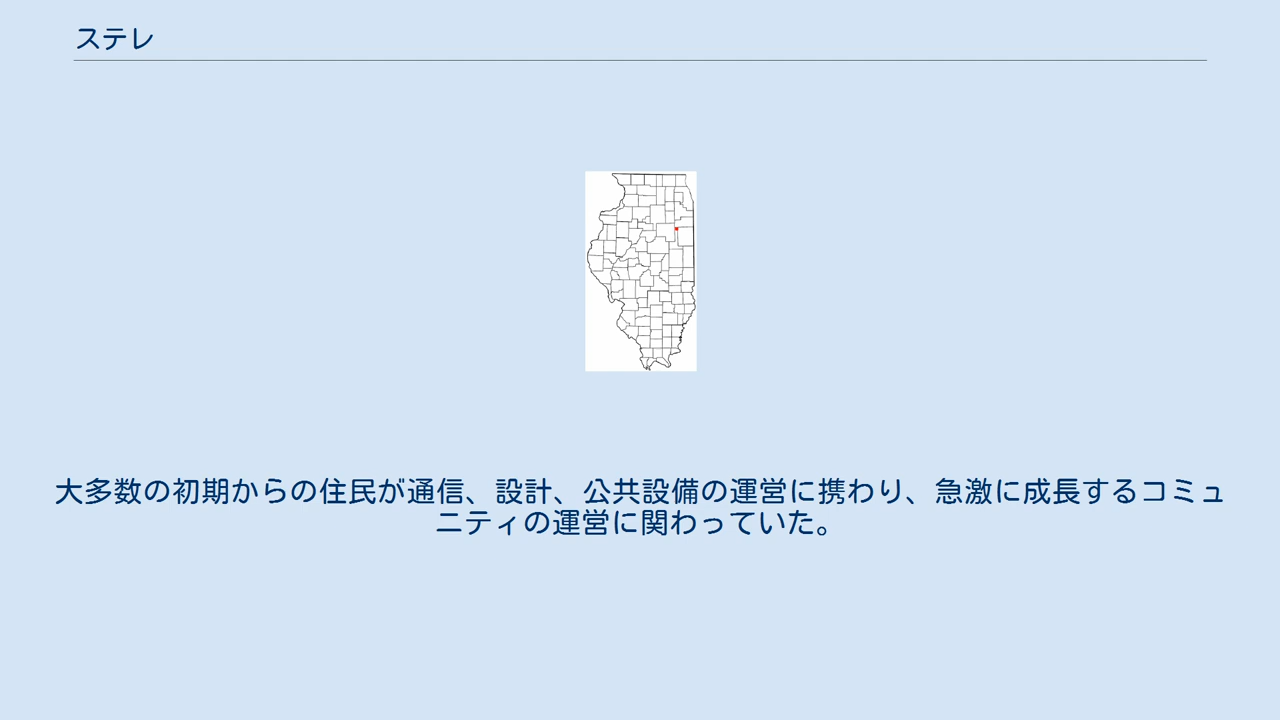 ステレ
大多数の初期からの住民が通信、設計、公共設備の運営に携わり、急激に成長するコミュ
ニティの運営に関わっていた。